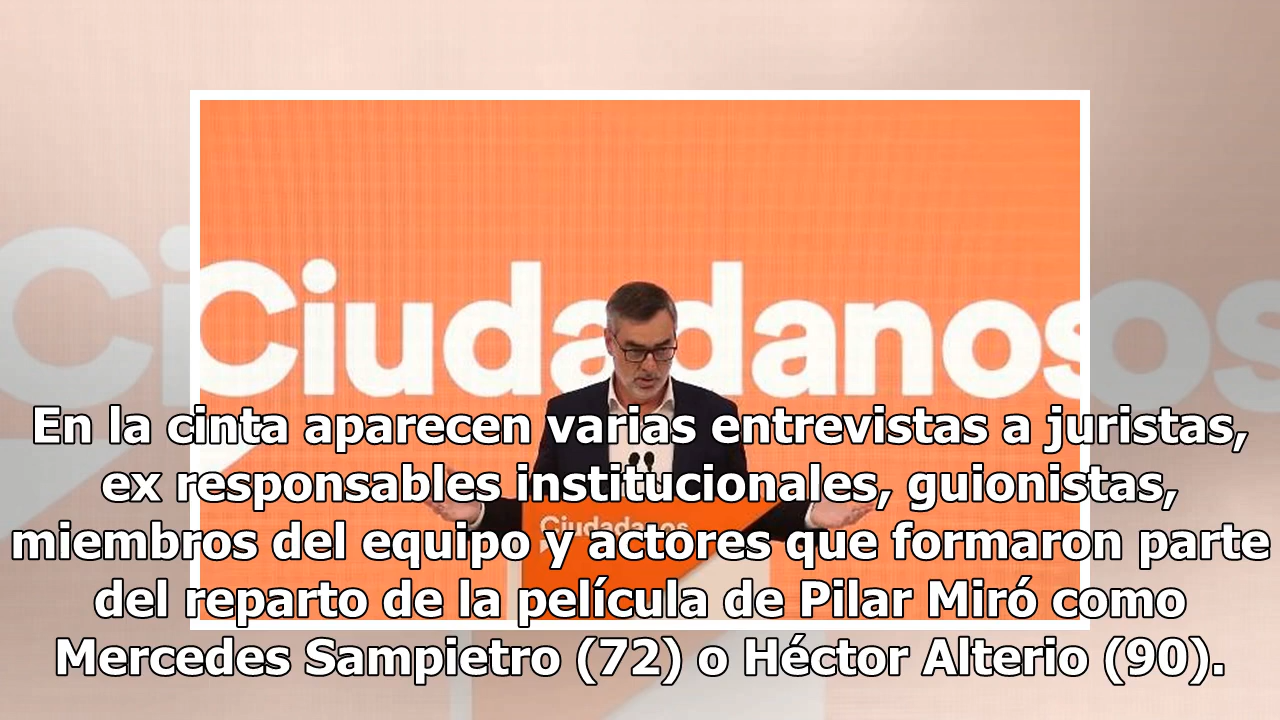 Ciudadanos
Ciudadanos
En la cinta aparecen varias entrevistas a juristas,
ex responsables institucionales, guionistas,
miembros del equipo y actores que formaron parte
del reparto de la película de Pilar Miró como
Mercedes Sampietro (72) o Héctor Alterio (90).